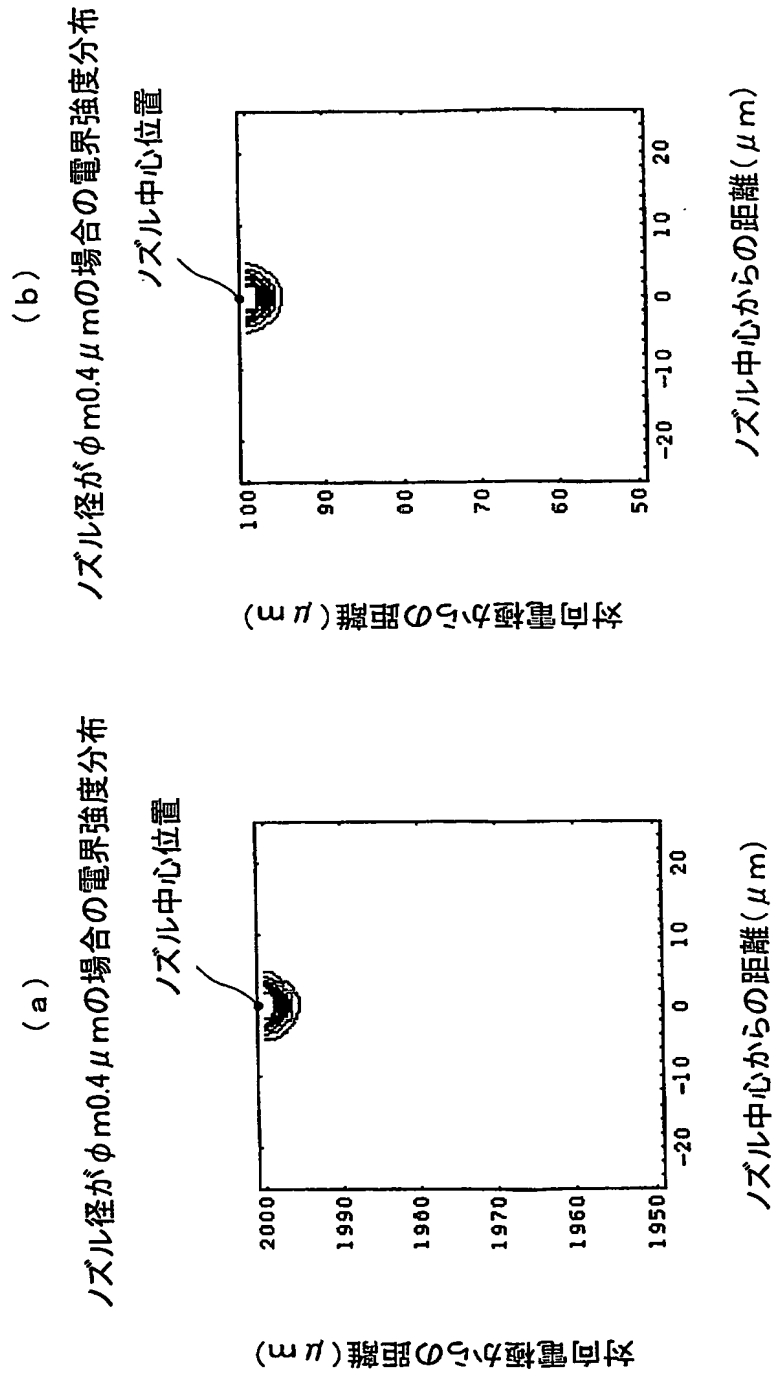 (a)
ノズル径がφm0.4μmの場合の電界強度分布
ノズル中心位置
対向電極からの距離(μm)
2000
1990
1980
1970
1960
1950
-20
-10
0
10
20
ノズル中心からの距離(μm)
(b)
ノズル径がφm0.4μmの場合の電界強度分布
ノズル中心位置
対向電極からの距離(μm)
100
90
80
70
60
50
-20
-10
0
10
20
ノズル中心からの距離(μm)